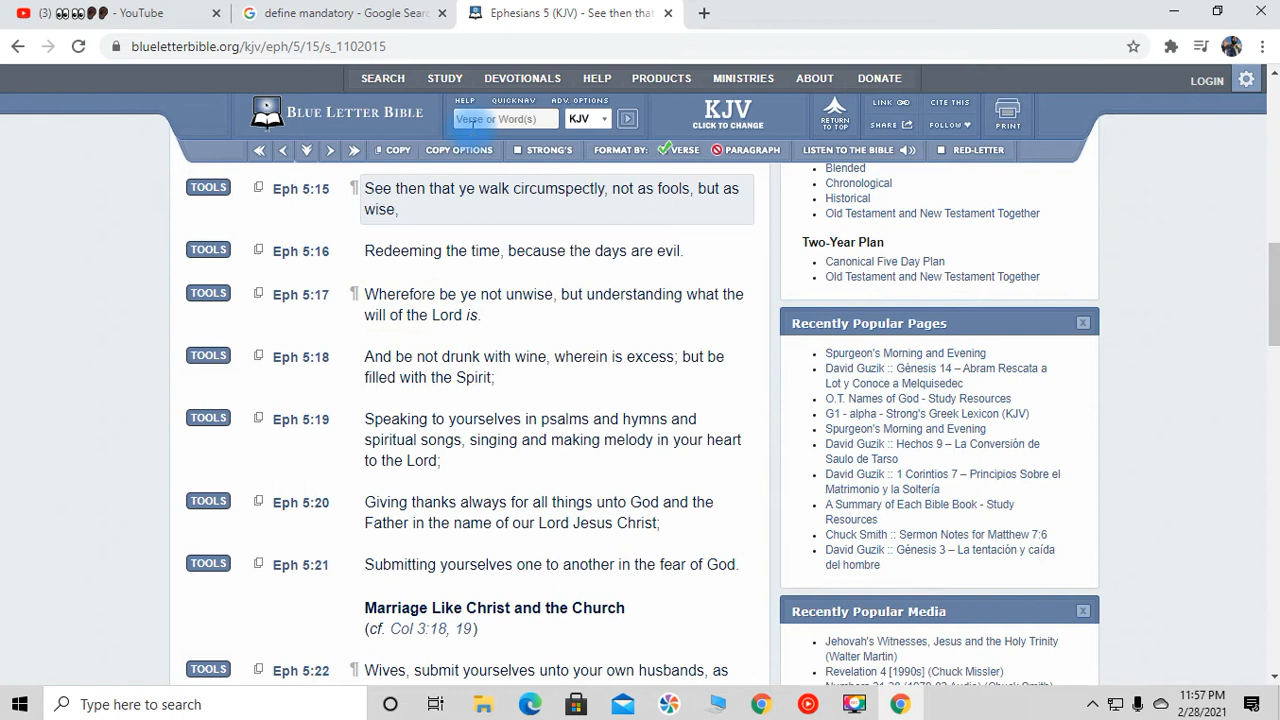 (3) 👀👀👂🏿👂🏿 - YouTube
define mandatory - Google Searc
Ephesians 5 (KJV) - See then that
blueletterbible.org/kjv/eph/5/15/s_1102015
SEARCH STUDY DEVOTIONALS HELP PRODUCTS MINISTRIES ABOUT DONATE
LOGIN
BLUE LETTER BIBLE
HELP QUICKNAV ADV. OPTIONS
Verse or Word(s) KJV
KJV
CLICK TO CHANGE
RETURN
TO TOP
LINK CITE THIS
SHARE FOLLOW
PRINT
COPY COPY OPTIONS STRONG'S FORMAT BY: VERSE PARAGRAPH LISTEN TO THE BIBLE RED-LETTER
TOOLS Eph 5:15 ¶ See then that ye walk circumspectly, not as fools, but as
wise,
TOOLS Eph 5:16 Redeeming the time, because the days are evil.
TOOLS Eph 5:17 ¶ Wherefore be ye not unwise, but understanding what the
will of the Lord is.
TOOLS Eph 5:18 And be not drunk with wine, wherein is excess; but be
filled with the Spirit;
TOOLS Eph 5:19 Speaking to yourselves in psalms and hymns and
spiritual songs, singing and making melody in your heart
to the Lord;
TOOLS Eph 5:20 Giving thanks always for all things unto God and the
Father in the name of our Lord Jesus Christ;
TOOLS Eph 5:21 Submitting yourselves one to another in the fear of God.
Marriage Like Christ and the Church
(cf. Col 3:18, 19)
TOOLS Eph 5:22 ¶ Wives, submit yourselves unto your own husbands, as
Blended
Chronological
Historical
Old Testament and New Testament Together
Two-Year Plan
Canonical Five Day Plan
Old Testament and New Testament Together
Recently Popular Pages
Spurgeon's Morning and Evening
David Guzik :: Génesis 14 – Abram Rescata a
Lot y Conoce a Melquisedec
O.T. Names of God - Study Resources
G1 - alpha - Strong's Greek Lexicon (KJV)
Spurgeon's Morning and Evening
David Guzik :: Hechos 9 – La Conversión de
Saulo de Tarso
David Guzik :: 1 Corintios 7 – Principios Sobre el
Matrimonio y la Soltería
A Summary of Each Bible Book - Study
Resources
Chuck Smith :: Sermon Notes for Matthew 7:6
David Guzik :: Génesis 3 – La tentación y caída
del hombre
Recently Popular Media
Jehovah's Witnesses, Jesus and the Holy Trinity
(Walter Martin)
Revelation 4 [1990s] (Chuck Missler)
Type here to search
11:57 PM
2/28/2021